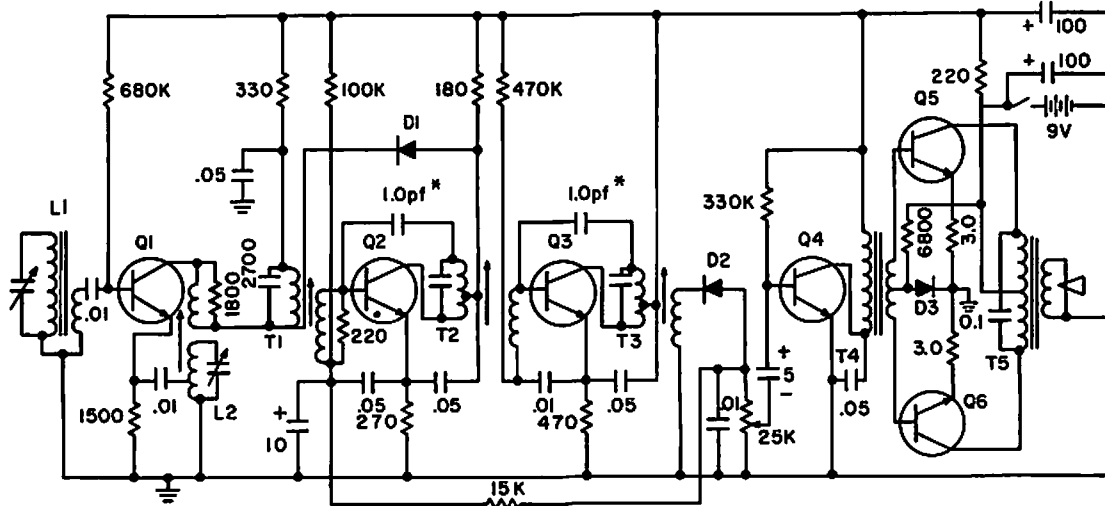 + 100
680K 330 100K 180 470K 220 + 100
Q5
9V
D1
.05 1.0pf * 1.0pf *
L1 330K 6800 3.0
Q1 2700 Q2 Q3 D2 Q4
.01 1800 D3
T1 220 T2 T3 0.1
+ 5 - T4 3.0 T5
1500 .01 L2 + 10 .05 .05 .01 .05 .01 .05 Q6
270 470 25K
15K